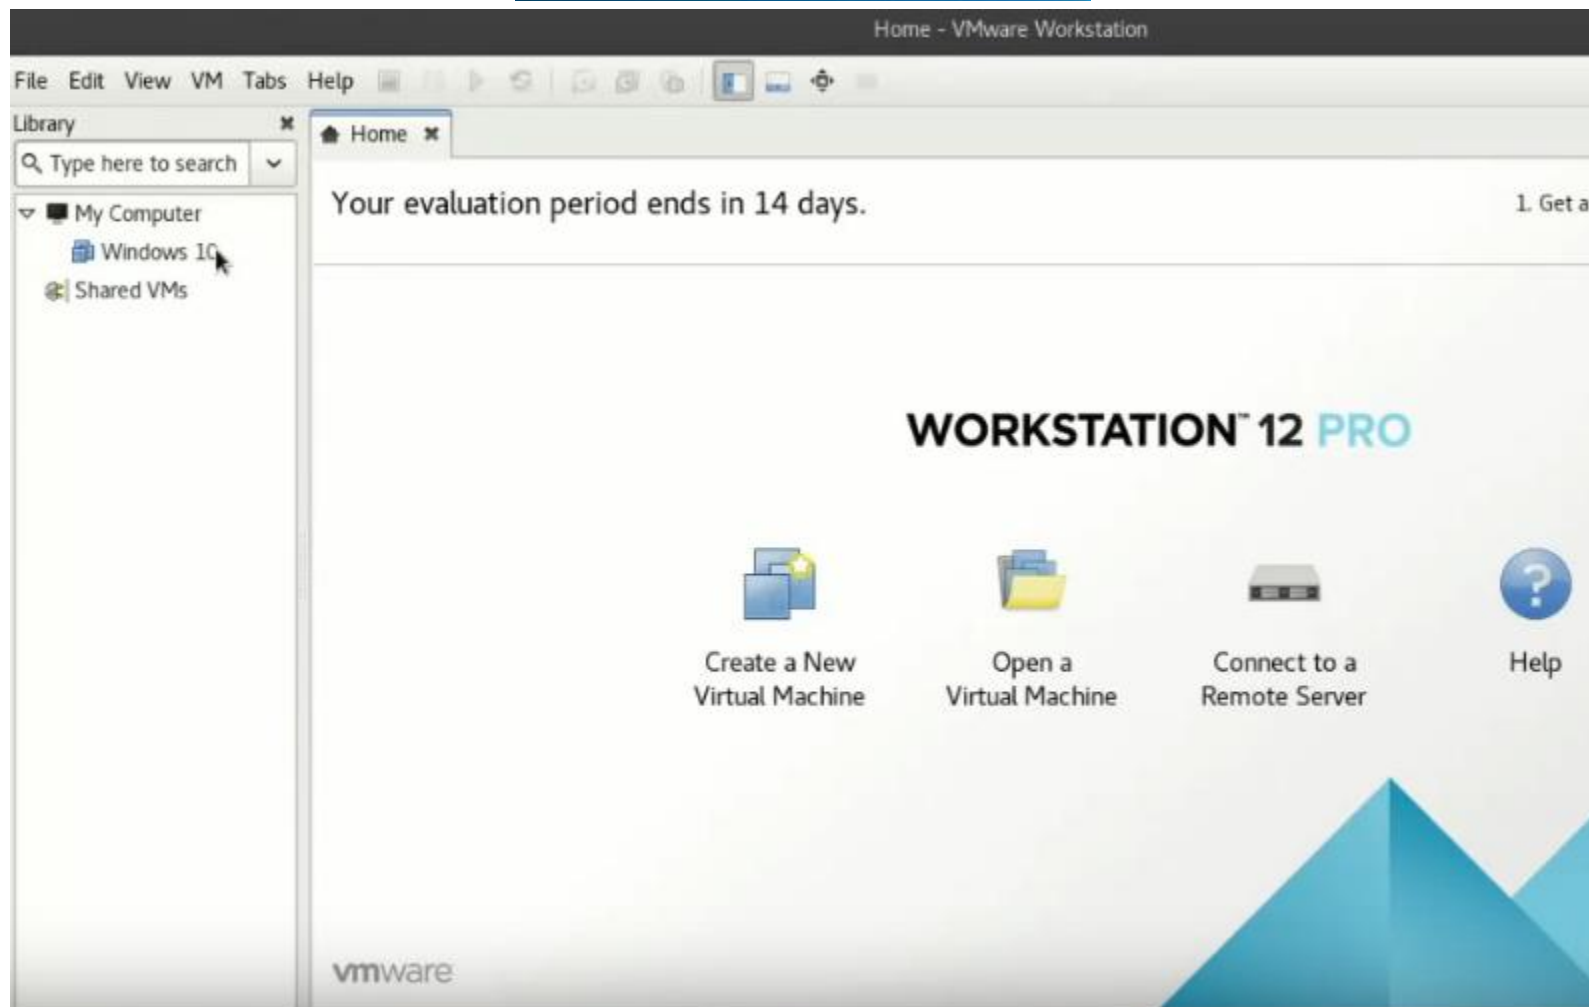 Home - VMware Workstation
File Edit View VM Tabs Help
Library
Home
Type here to search
Your evaluation period ends in 14 days.
1. Get a
My Computer
Windows 10
Shared VMs
WORKSTATION™ 12 PRO
Create a New
Virtual Machine
Open a
Virtual Machine
Connect to a
Remote Server
Help
vmware